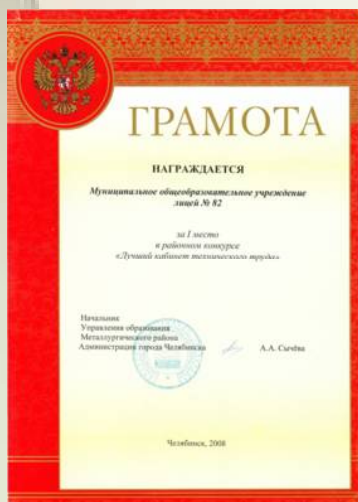 ГРАМОТА
НАГРАЖДАЕТСЯ
Муниципальное общеобразовательное учреждение
лицей № 82
за I место
в районном конкурсе
«Лучший кабинет технического труда»
Начальник
Управления образования
Металлургического района
Администрации города Челябинска А.А. Сычёва
Челябинск, 2008